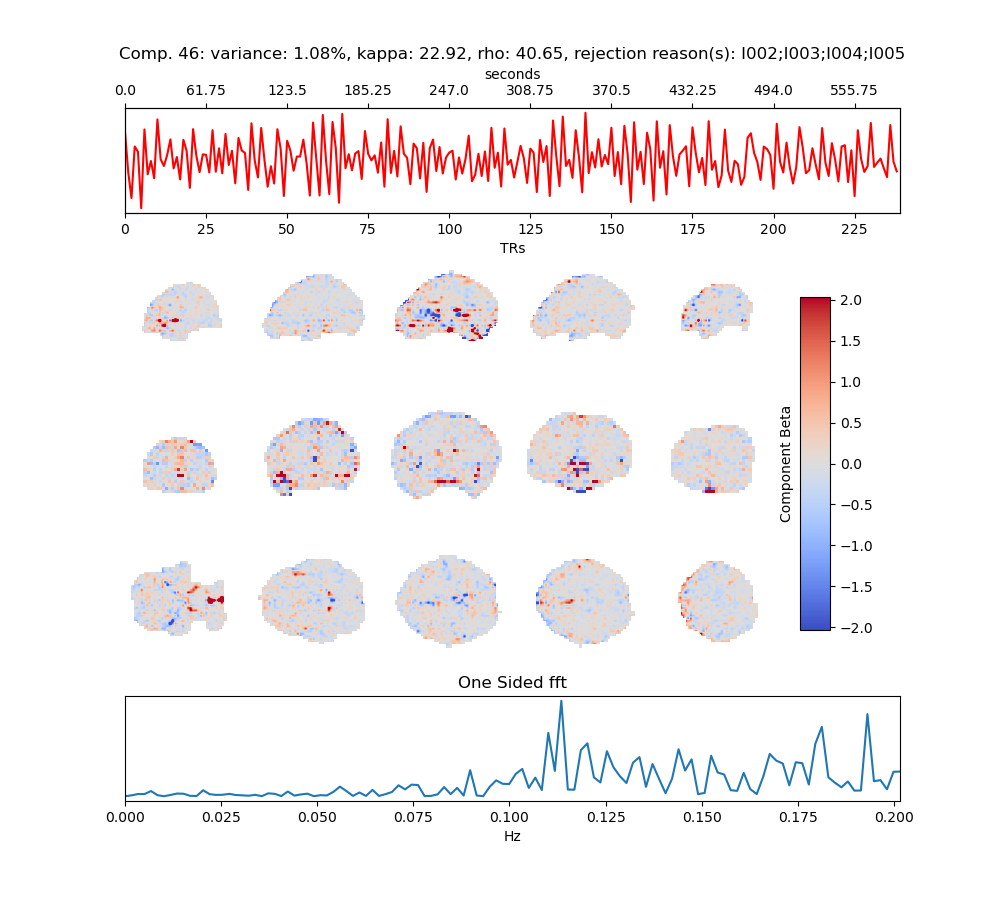 Comp. 46: variance: 1.08%, kappa: 22.92, rho: 40.65, rejection reason(s): I002;I003;I004;I005
seconds
0.0 61.75 123.5 185.25 247.0 308.75 370.5 432.25 494.0 555.75
0 25 50 75 100 125 150 175 200 225
TRs
2.0
1.5
1.0
0.5
0.0
−0.5
−1.0
−1.5
−2.0
Component Beta
One Sided fft
0.000 0.025 0.050 0.075 0.100 0.125 0.150 0.175 0.200
Hz